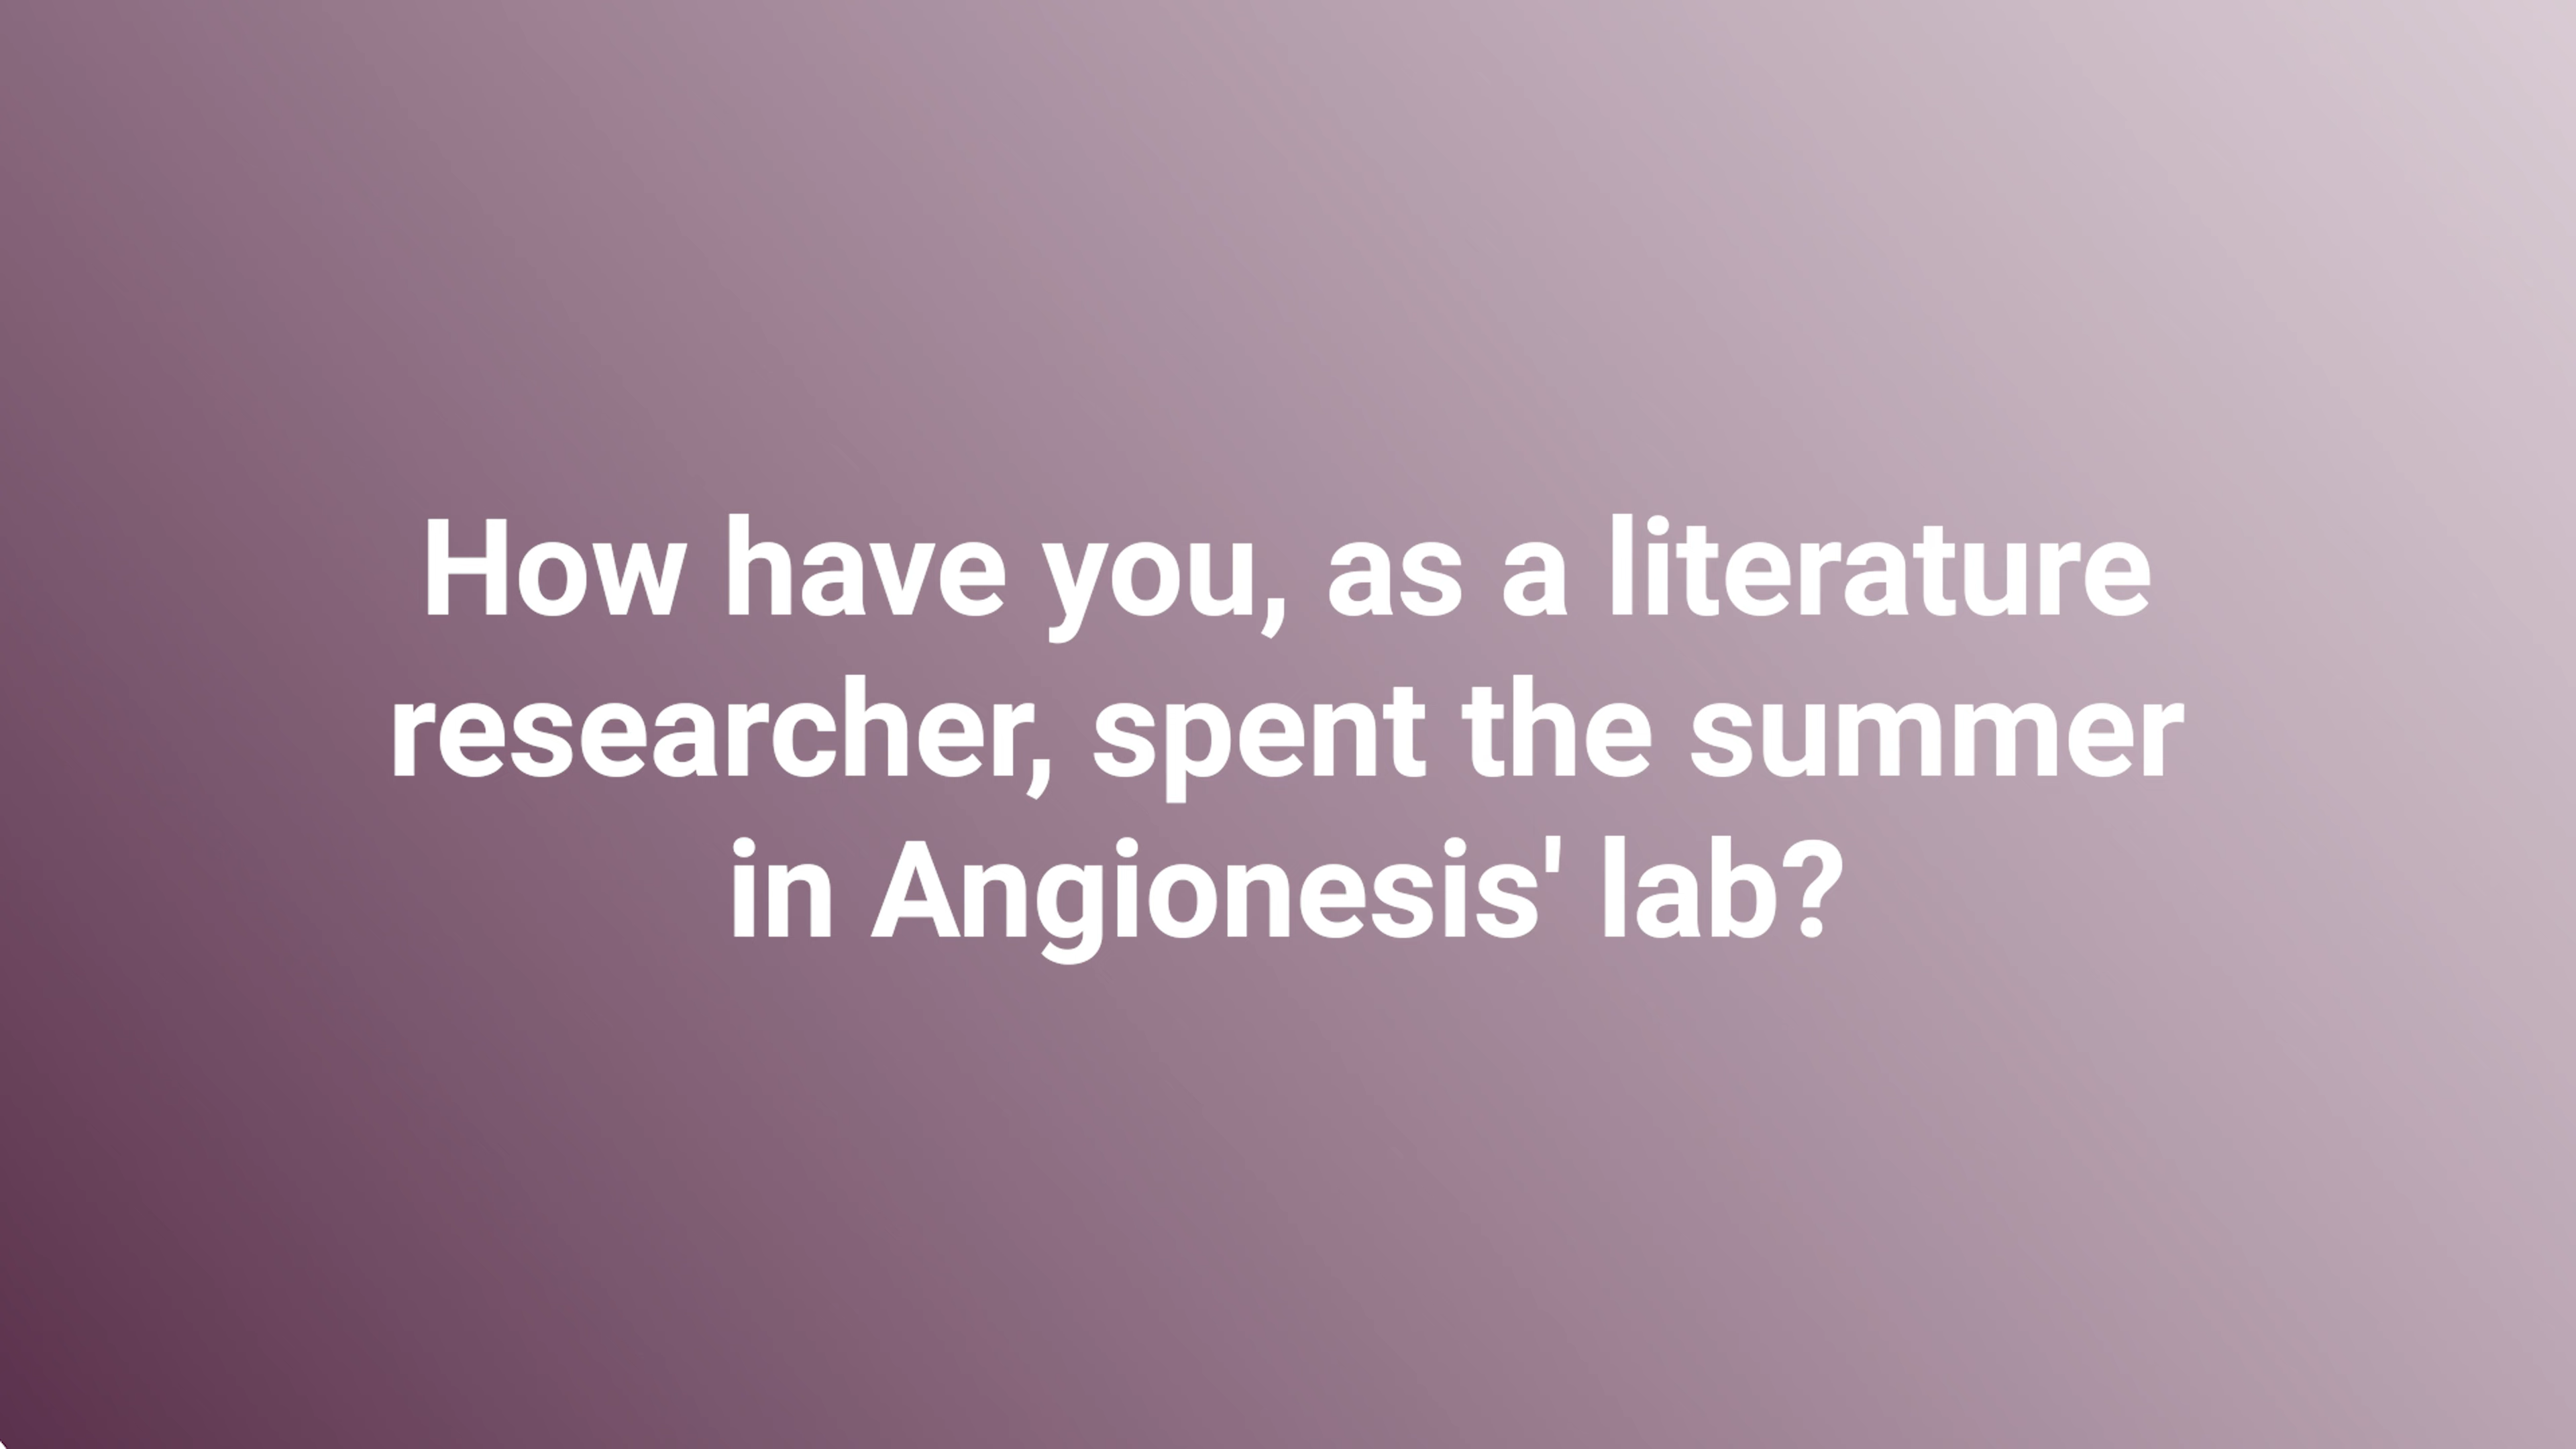 How have you, as a literature
researcher, spent the summer
in Angionesis' lab?